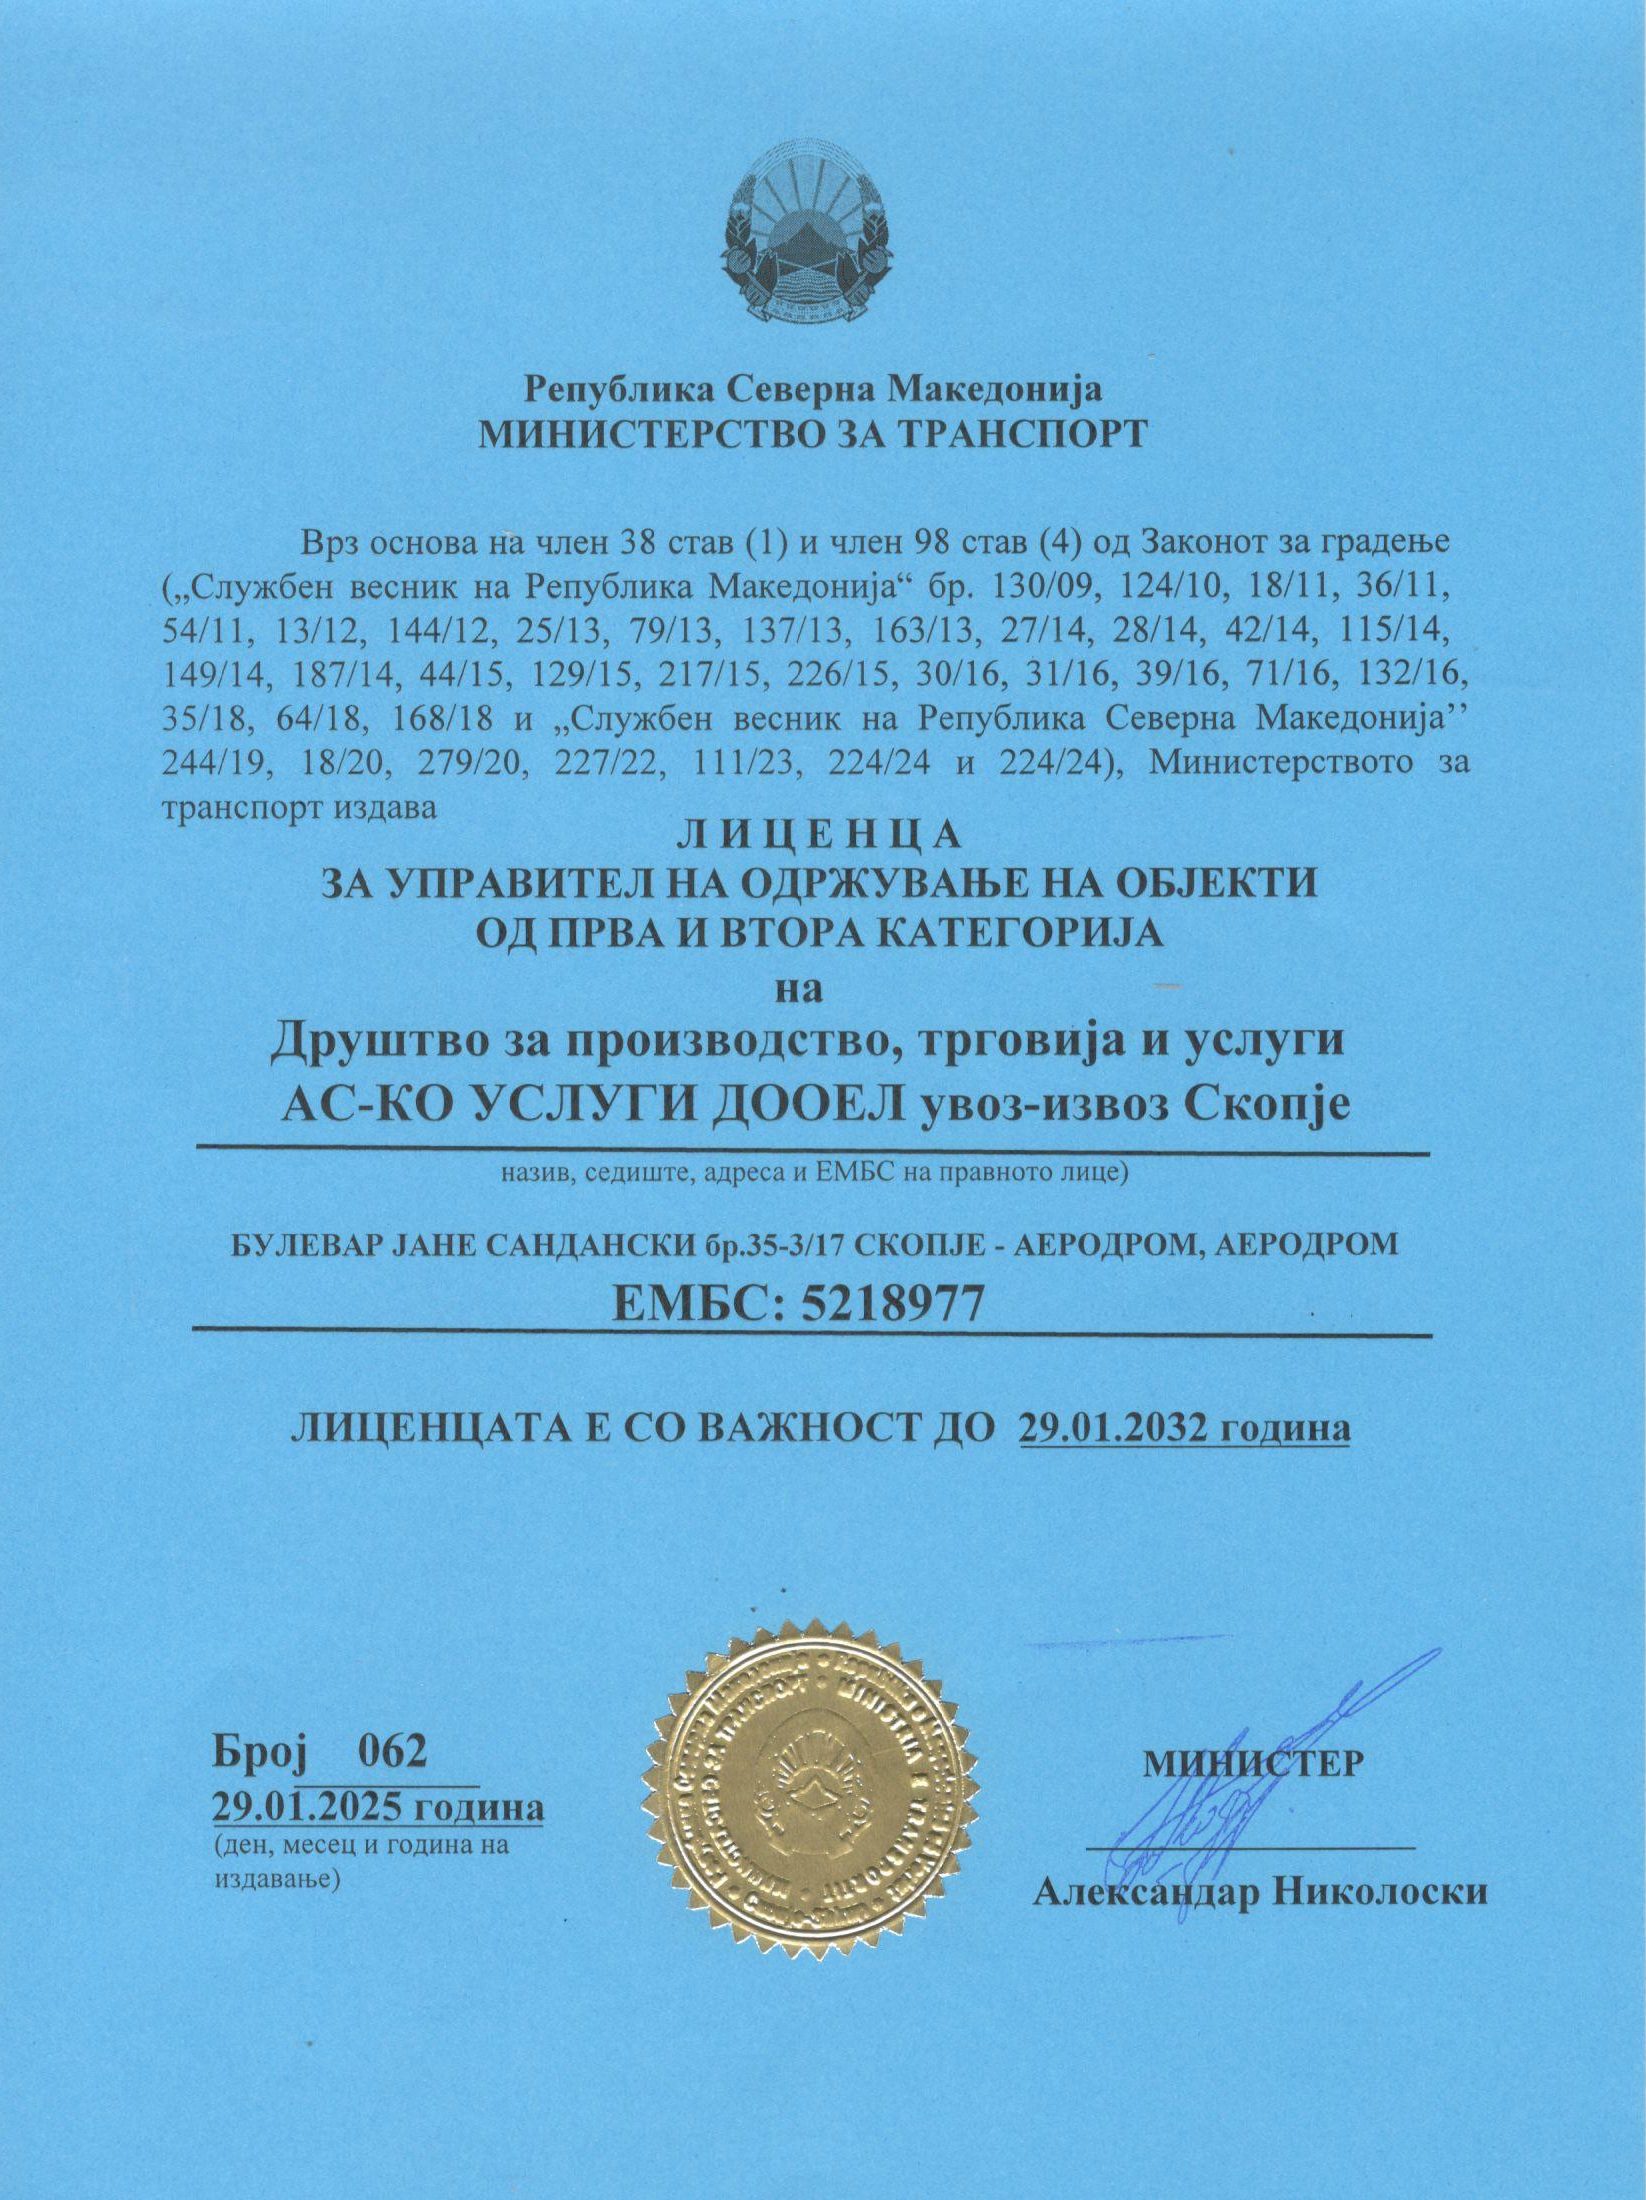 Република Северна Македонија
МИНИСТЕРСТВО ЗА ТРАНСПОРТ
Врз основа на член 38 став (1) и член 98 став (4) од Законот за градење
(„Службен весник на Република Македонија“ бр. 130/09, 124/10, 18/11, 36/11,
54/11, 13/12, 144/12, 25/13, 79/13, 137/13, 163/13, 27/14, 28/14, 42/14, 115/14,
149/14, 187/14, 44/15, 129/15, 217/15, 226/15, 30/16, 31/16, 39/16, 71/16, 132/16,
35/18, 64/18, 168/18 и „Службен весник на Република Северна Македонија’’
244/19, 18/20, 279/20, 227/22, 111/23, 224/24 и 224/24), Министерството за
транспорт издава
Л И Ц Е Н Ц А
ЗА УПРАВИТЕЛ НА ОДРЖУВАЊЕ НА ОБЈЕКТИ
ОД ПРВА И ВТОРА КАТЕГОРИЈА
на
Друштво за производство, трговија и услуги
АС-КО УСЛУГИ ДООЕЛ увоз-извоз Скопје
назив, седиште, адреса и ЕМБС на правното лице)
БУЛЕВАР ЈАНЕ САНДАНСКИ бр.35-3/17 СКОПЈЕ - АЕРОДРОМ, АЕРОДРОМ
ЕМБС: 5218977
ЛИЦЕНЦАТА Е СО ВАЖНОСТ ДО 29.01.2032 година
Број 062
29.01.2025 година
(ден, месец и година на
издавање)
МИНИСТЕР
Александар Николоски